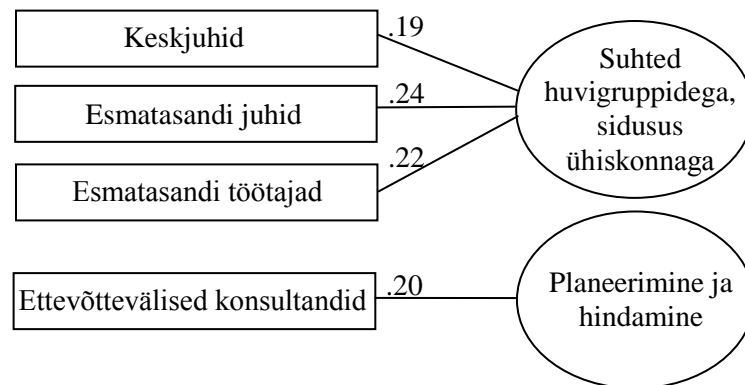 Keskjuhid
.19
Suhted
huvigruppidega,
sidusus
ühiskonnaga
Esmatasandi juhid
.24
Esmatasandi töötajad
.22
Ettevõttevälised konsultandid
.20
Planeerimine ja
hindamine